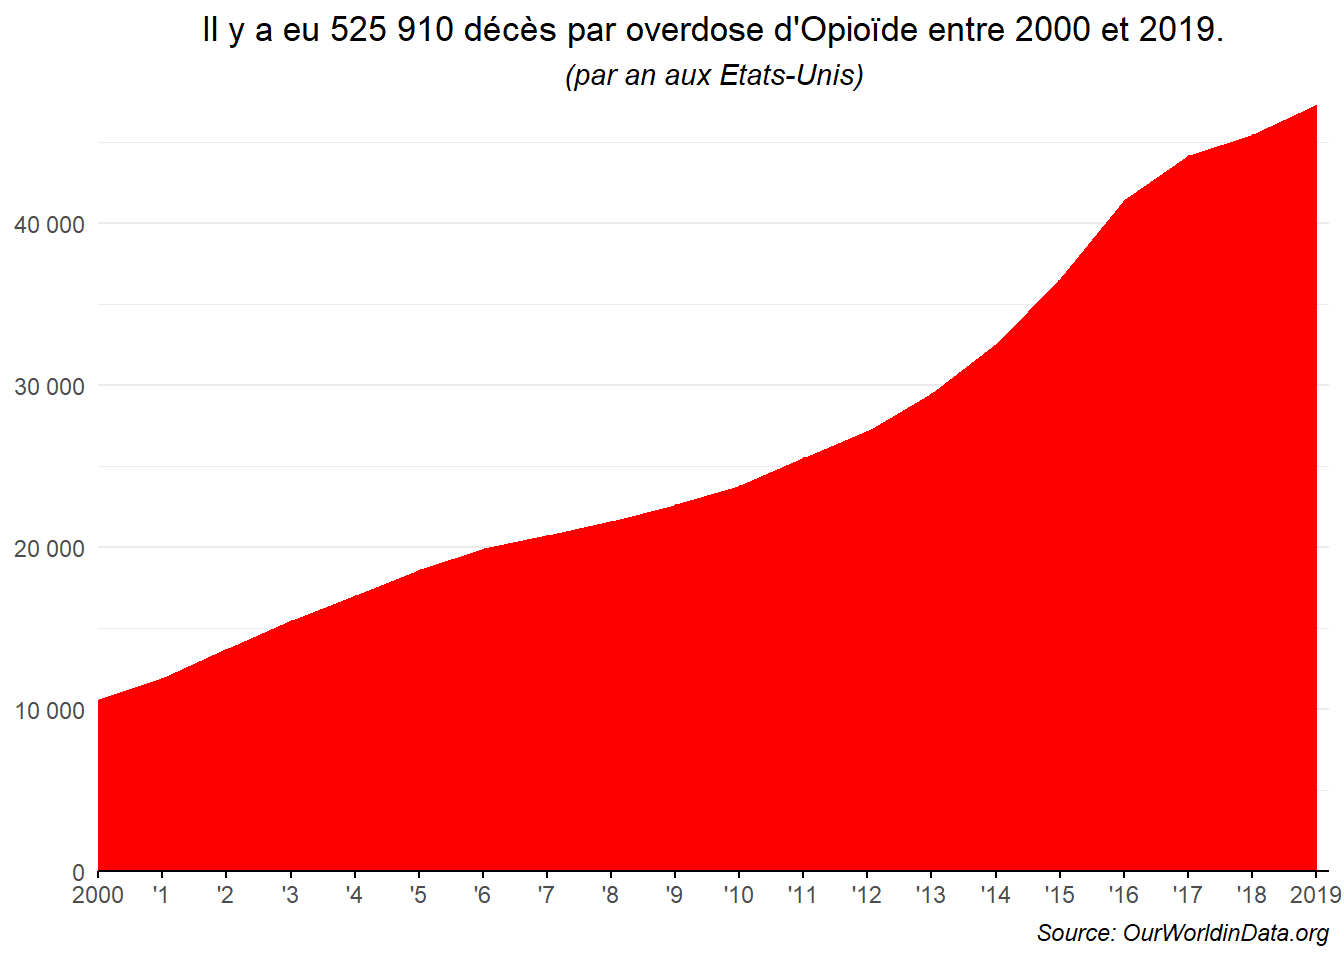 Il y a eu 525 910 décès par overdose d'Opioïde entre 2000 et 2019.
(par an aux Etats-Unis)
40 000
30 000
20 000
10 000
0
2000 '1 '2 '3 '4 '5 '6 '7 '8 '9 '10 '11 '12 '13 '14 '15 '16 '17 '18 2019
Source: OurWorldinData.org